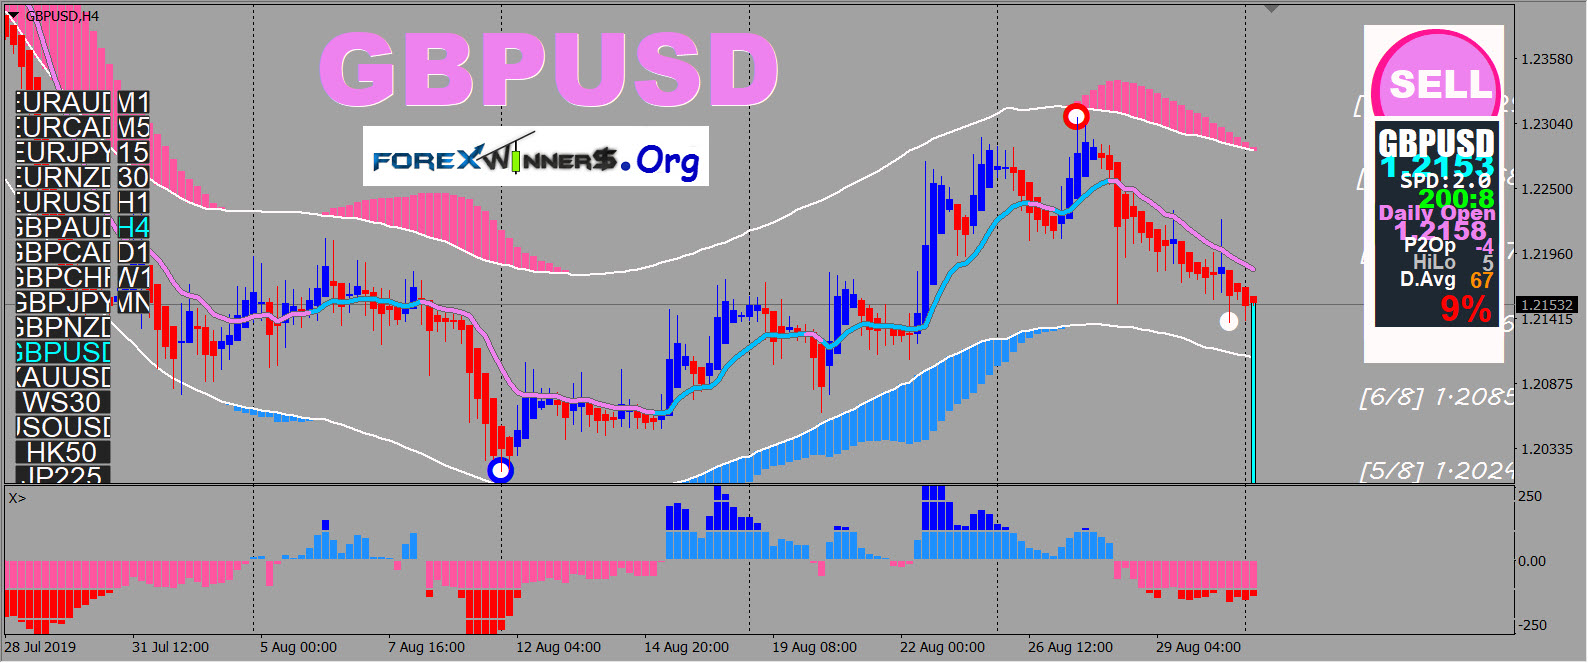 GBPUSD,H4
GBPUSD
FOREXWINNER$.Org
EURAUD M1
EURCAD M5
EURJPY 15
EURNZD 30
EURUSD H1
GBPAUD H4
GBPCAD D1
GBPCHF W1
GBPJPY MN
GBPNZD
GBPUSD
XAUUSD
WS30
USOUSD
HK50
JP225
SELL
GBPUSD
1.2153
SPD:2.0
200:8
Daily Open
1.2158
P2Op -4
HiLo 5
D.Avg 67
9%
[6/8] 1.2085
[5/8] 1.2024
1.23580
1.23040
1.22500
1.21960
1.21532
1.21415
1.20875
1.20335
X>
250
0.00
-250
28 Jul 2019 31 Jul 12:00 5 Aug 00:00 7 Aug 16:00 12 Aug 04:00 14 Aug 20:00 19 Aug 08:00 22 Aug 00:00 26 Aug 12:00 29 Aug 04:00